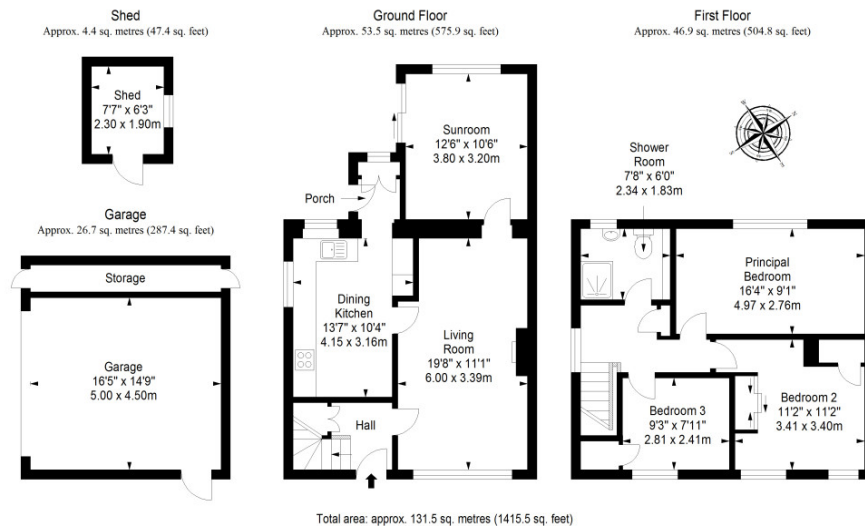 Shed
Approx. 4.4 sq. metres (47.4 sq. feet)
Shed
7'7" x 6'3"
2.30 x 1.90m
Garage
Approx. 26.7 sq. metres (287.4 sq. feet)
Storage
Garage
16'5" x 14'9"
5.00 x 4.50m
Ground Floor
Approx. 53.5 sq. metres (575.9 sq. feet)
Sunroom
12'6" x 10'6"
3.80 x 3.20m
Porch
Dining
Kitchen
13'7" x 10'4"
4.15 x 3.16m
Living
Room
19'8" x 11'1"
6.00 x 3.39m
Hall
First Floor
Approx. 46.9 sq. metres (504.8 sq. feet)
Shower
Room
7'8" x 6'0"
2.34 x 1.83m
Principal
Bedroom
16'4" x 9'1"
4.97 x 2.76m
Bedroom 2
11'2" x 11'2"
3.41 x 3.40m
Bedroom 3
9'3" x 7'11"
2.81 x 2.41m
Total area: approx. 131.5 sq. metres (1415.5 sq. feet)